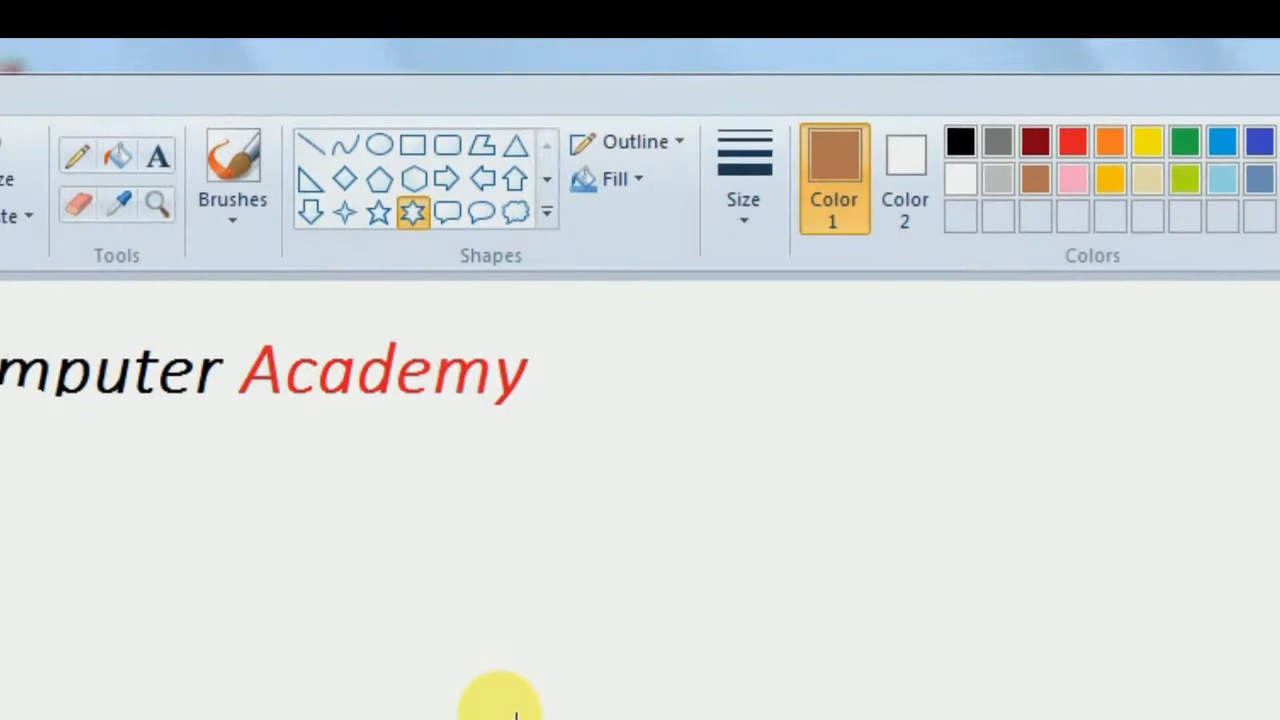 ze
te
A
Brushes
Outline
Fill
Size
Color 1
Color 2
Tools
Shapes
Colors
mputer Academy